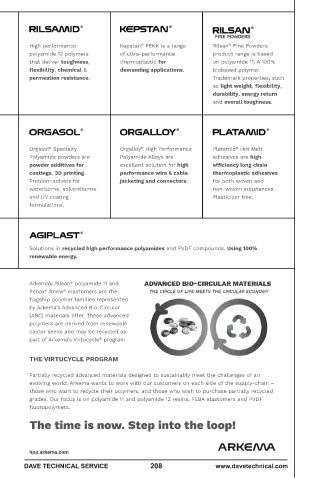 RILSAMID®
High performance
polyamide 12 polymers
that deliver toughness,
flexibility, chemical &
permeation resistance.
KEPSTAN®
Kepstan® PEKK is a range
of ultra-performance
thermoplastic for
demanding applications.
RILSAN®
FINE POWDERS
Rilsan® Fine Powders
product range is based
on polyamide 11. A 100%
biobased polymer.
Trademark properties, such
as light weight, flexibility,
durability, energy return
and overall toughness.
ORGASOL®
Orgasol® Specialty
Polyamide powders are
powder additives for
coatings, 3D printing.
Problem solvers for
waterborne, solventborne
and UV coating
formulations.
ORGALLOY®
Orgalloy® High Performance
Polyamide Alloys are
excellent solution for high
performance wire & cable
jacketing and connectors.
PLATAMID®
Platamid® Hot Melt
adhesives are high
efficiency long chain
thermoplastic adhesives
for both woven and
non-woven substances.
Plasticizer free.
AGIPLAST®
Solutions in recycled high performance polyamides and PVDF compounds. Using 100%
renewable energy.
Arkema's Rilsan® polyamide 11 and
Pebax® Rnew® elastomers are the
flagship polymer families represented
by Arkema's Advanced Bio-Circular
(ABC) materials offer. These advanced
polymers are derived from renewable
castor seeds and may be recycled as
part of Arkema's Virtucycle® program.
ADVANCED BIO-CIRCULAR MATERIALS
THE CIRCLE OF LIFE MEETS THE CIRCULAR ECONOMY
THE VIRTUCYCLE PROGRAM
Partially recycled advanced materials designed to sustainably meet the challenges of an
evolving world. Arkema wants to work with our customers on each side of the supply-chain –
those who want to recycle their polymers, and those who wish to purchase partially recycled
grades. Our focus is on polyamide 11 and polyamide 12 resins, PEBA elastomers and PVDF
fluoropolymers.
The time is now. Step into the loop!
hpp.arkema.com
ARKEMA
DAVE TECHNICAL SERVICE
208
www.davetechnical.com